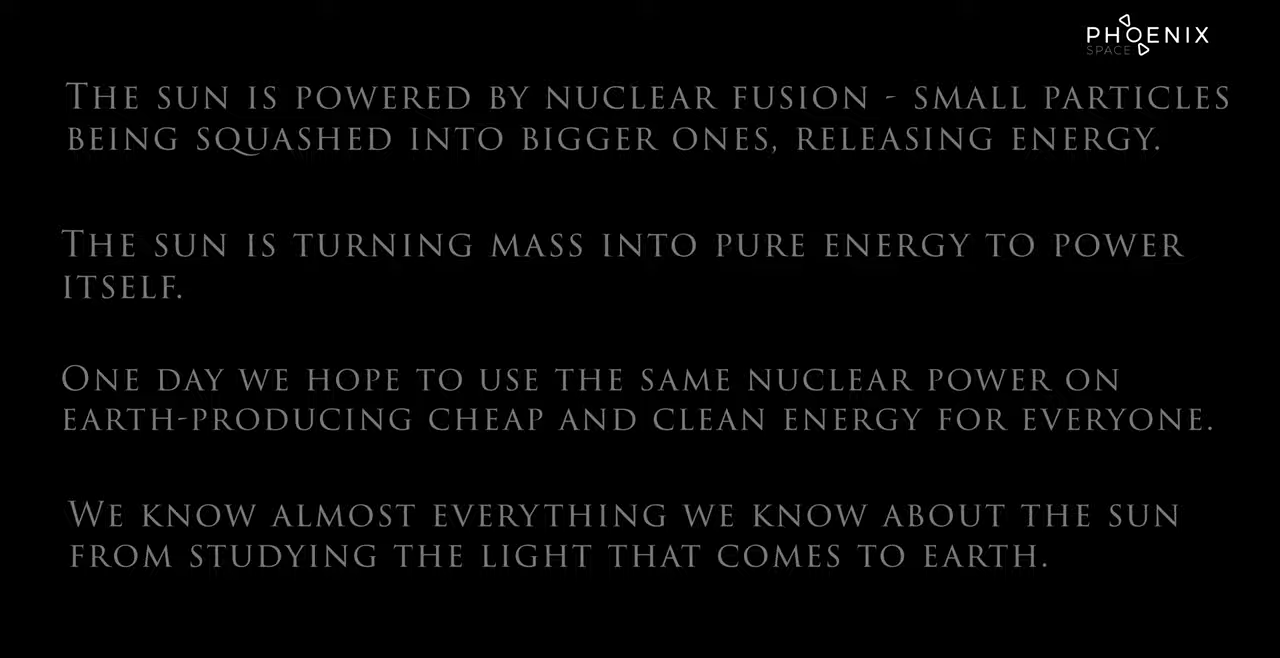 PHOENIX
SPACE
The sun is powered by nuclear fusion - small particles
being squashed into bigger ones, releasing energy.
The sun is turning mass into pure energy to power
itself.
One day we hope to use the same nuclear power on
earth-producing cheap and clean energy for everyone.
We know almost everything we know about the sun
from studying the light that comes to earth.